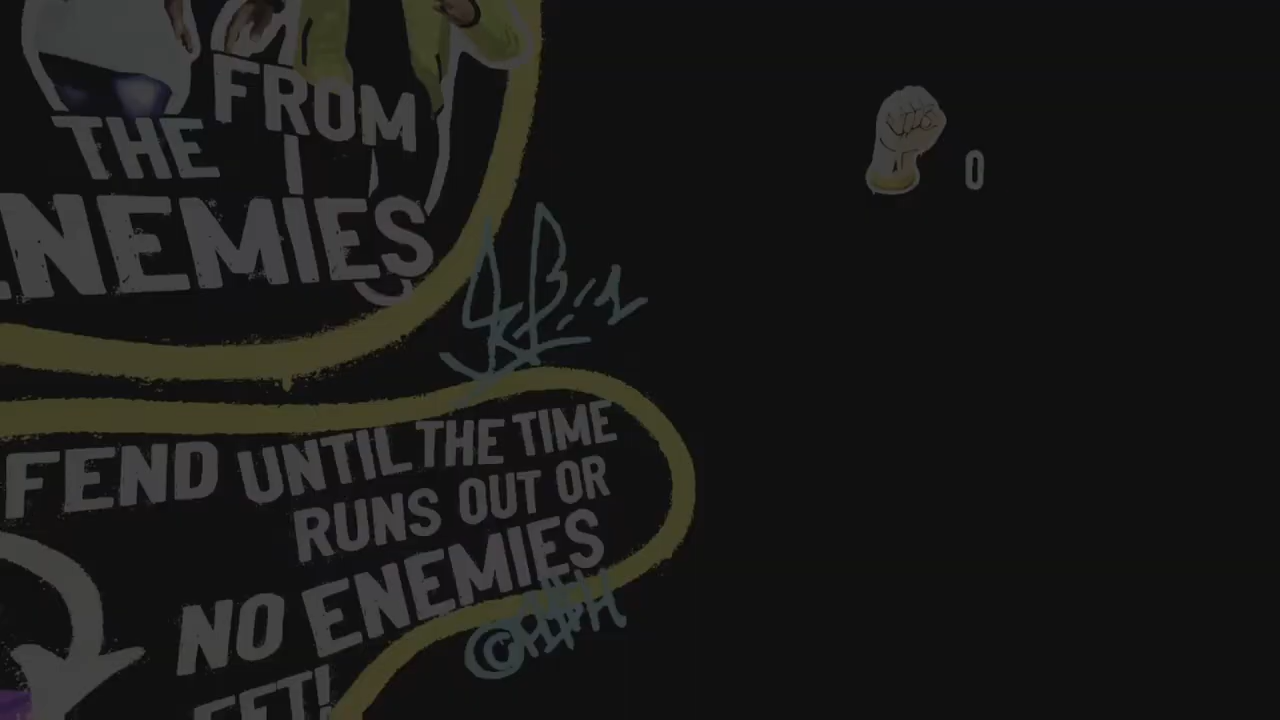 FROM
THE
NEMIES
0
FEND UNTIL THE TIME
RUNS OUT OR
NO ENEMIES